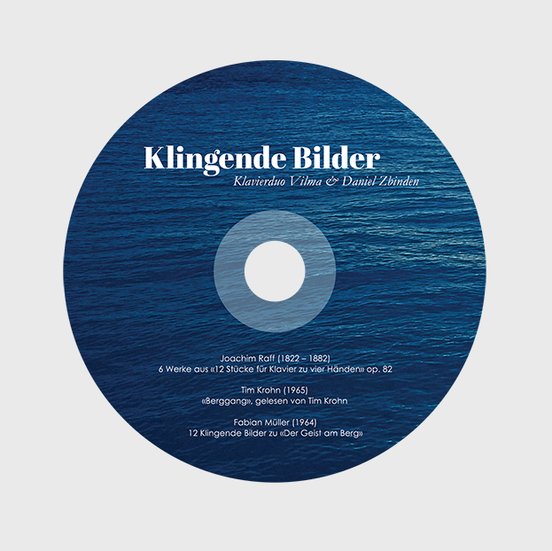 Klingende Bilder
Klavierduo Vilma & Daniel Zbinden
Joachim Raff (1822 – 1882)
6 Werke aus «12 Stücke für Klavier zu vier Händen» op. 82
Tim Krohn (1965)
«Berggang», gelesen von Tim Krohn
Fabian Müller (1964)
12 Klingende Bilder zu «Der Geist am Berg»